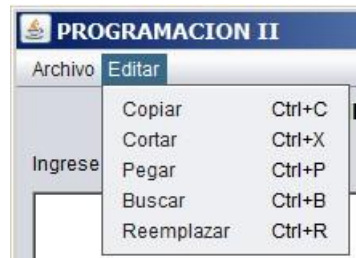 PROGRAMACION II
Archivo Editar
Copiar Ctrl+C
Cortar Ctrl+X
Pegar Ctrl+P
Buscar Ctrl+B
Reemplazar Ctrl+R
Ingrese